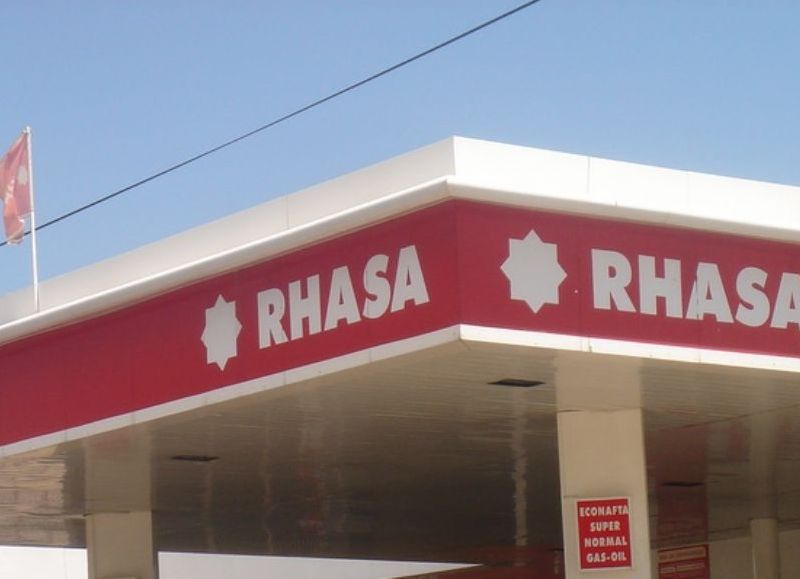 RHASA
RHASA
ECONAFTA
SUPER
NORMAL
GAS-OIL